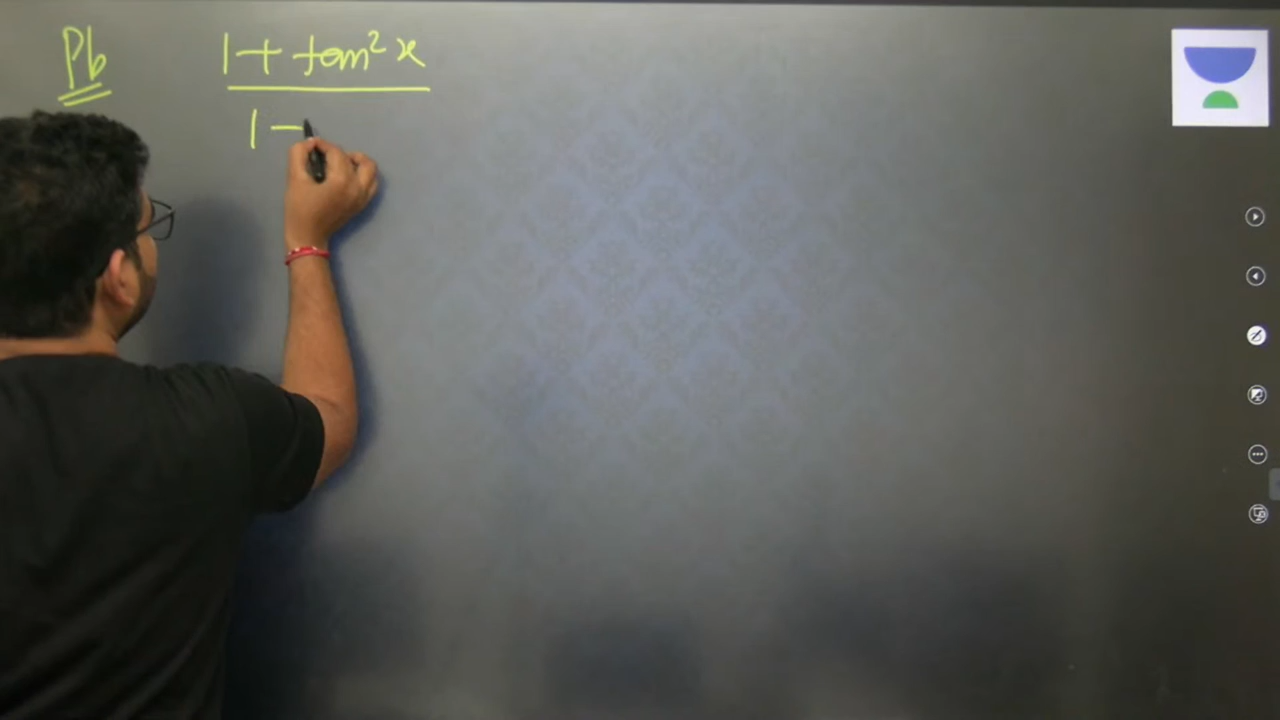 Pb
1 + tan² x
1 –